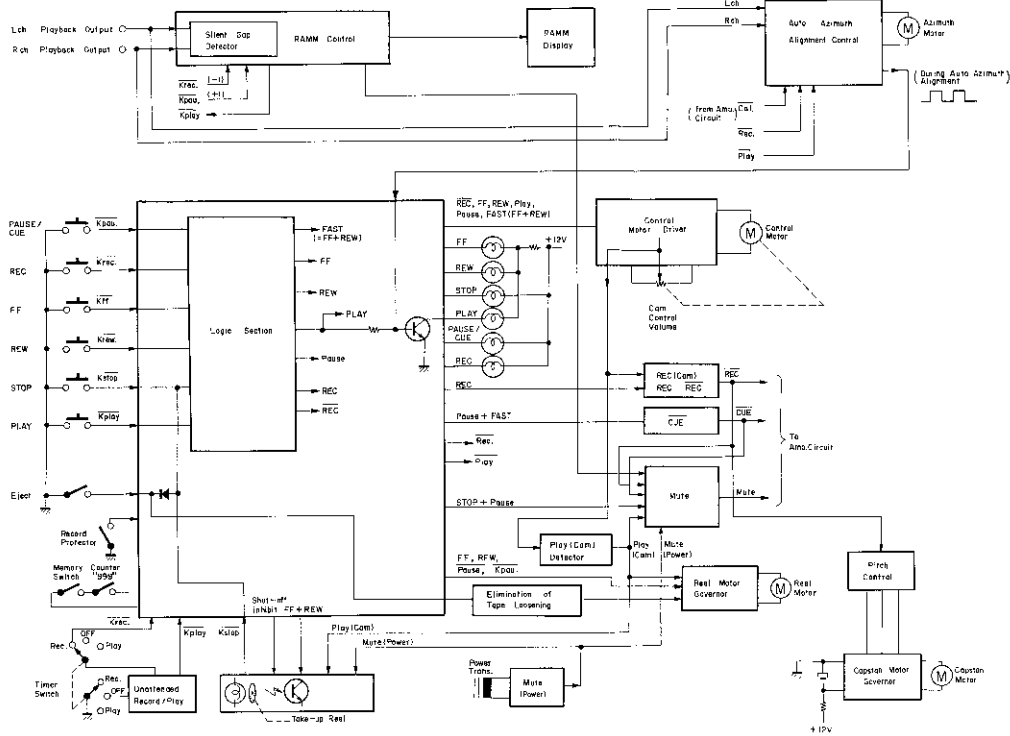 Lch Playback Output
Rch Playback Output
Silent Gap
Detector
RAMM Control
Krec. (-1)
Kpau. (+1)
Kplay
RAMM
Display
Lch
Rch
Auto Azimuth
Alignment Control
M
Azimuth
Motor
(During Auto Azimuth
Alignment)
(From Amp.
Circuit)
Cal.
Rec.
Play
PAUSE/
CUE
Kpau.
REC
Krec.
FF
Kff
REW
Krew.
STOP
Kstop
PLAY
Kplay
Eject
Record
Protector
Memory
Switch
Counter
"999"
Logic Section
FAST
(=FF+REW)
FF
REW
PLAY
Pause
REC
REC
REC, FF, REW, Play,
Pause, FAST(FF+REW)
FF
REW
STOP
PLAY
PAUSE/
CUE
REC
+12V
REC
Pause + FAST
Rec.
Play
STOP + Pause
FF, REW,
Pause, Kpau.
Control
Motor Driver
M
Control
Motor
Cam
Control
Volume
REC(Cam)
REC REC
REC
CUE
CUE
To
Amp.Circuit
Mute
Mute
Play(Cam)
Detector
Play
(Cam)
Mute
(Power)
Elimination of
Tape Loosening
Reel Motor
Governor
M
Reel
Motor
Pitch
Control
Shut-off
inhibit FF+REW
Krec.
Kplay
Kstop
Play(Cam)
Mute(Power)
Rec.
OFF
Play
Timer
Switch
Rec.
OFF
Play
Unattended
Record/Play
Take-up Reel
Power
Trans.
Mute
(Power)
Capstan Motor
Governor
M
Capstan
Motor
+12V